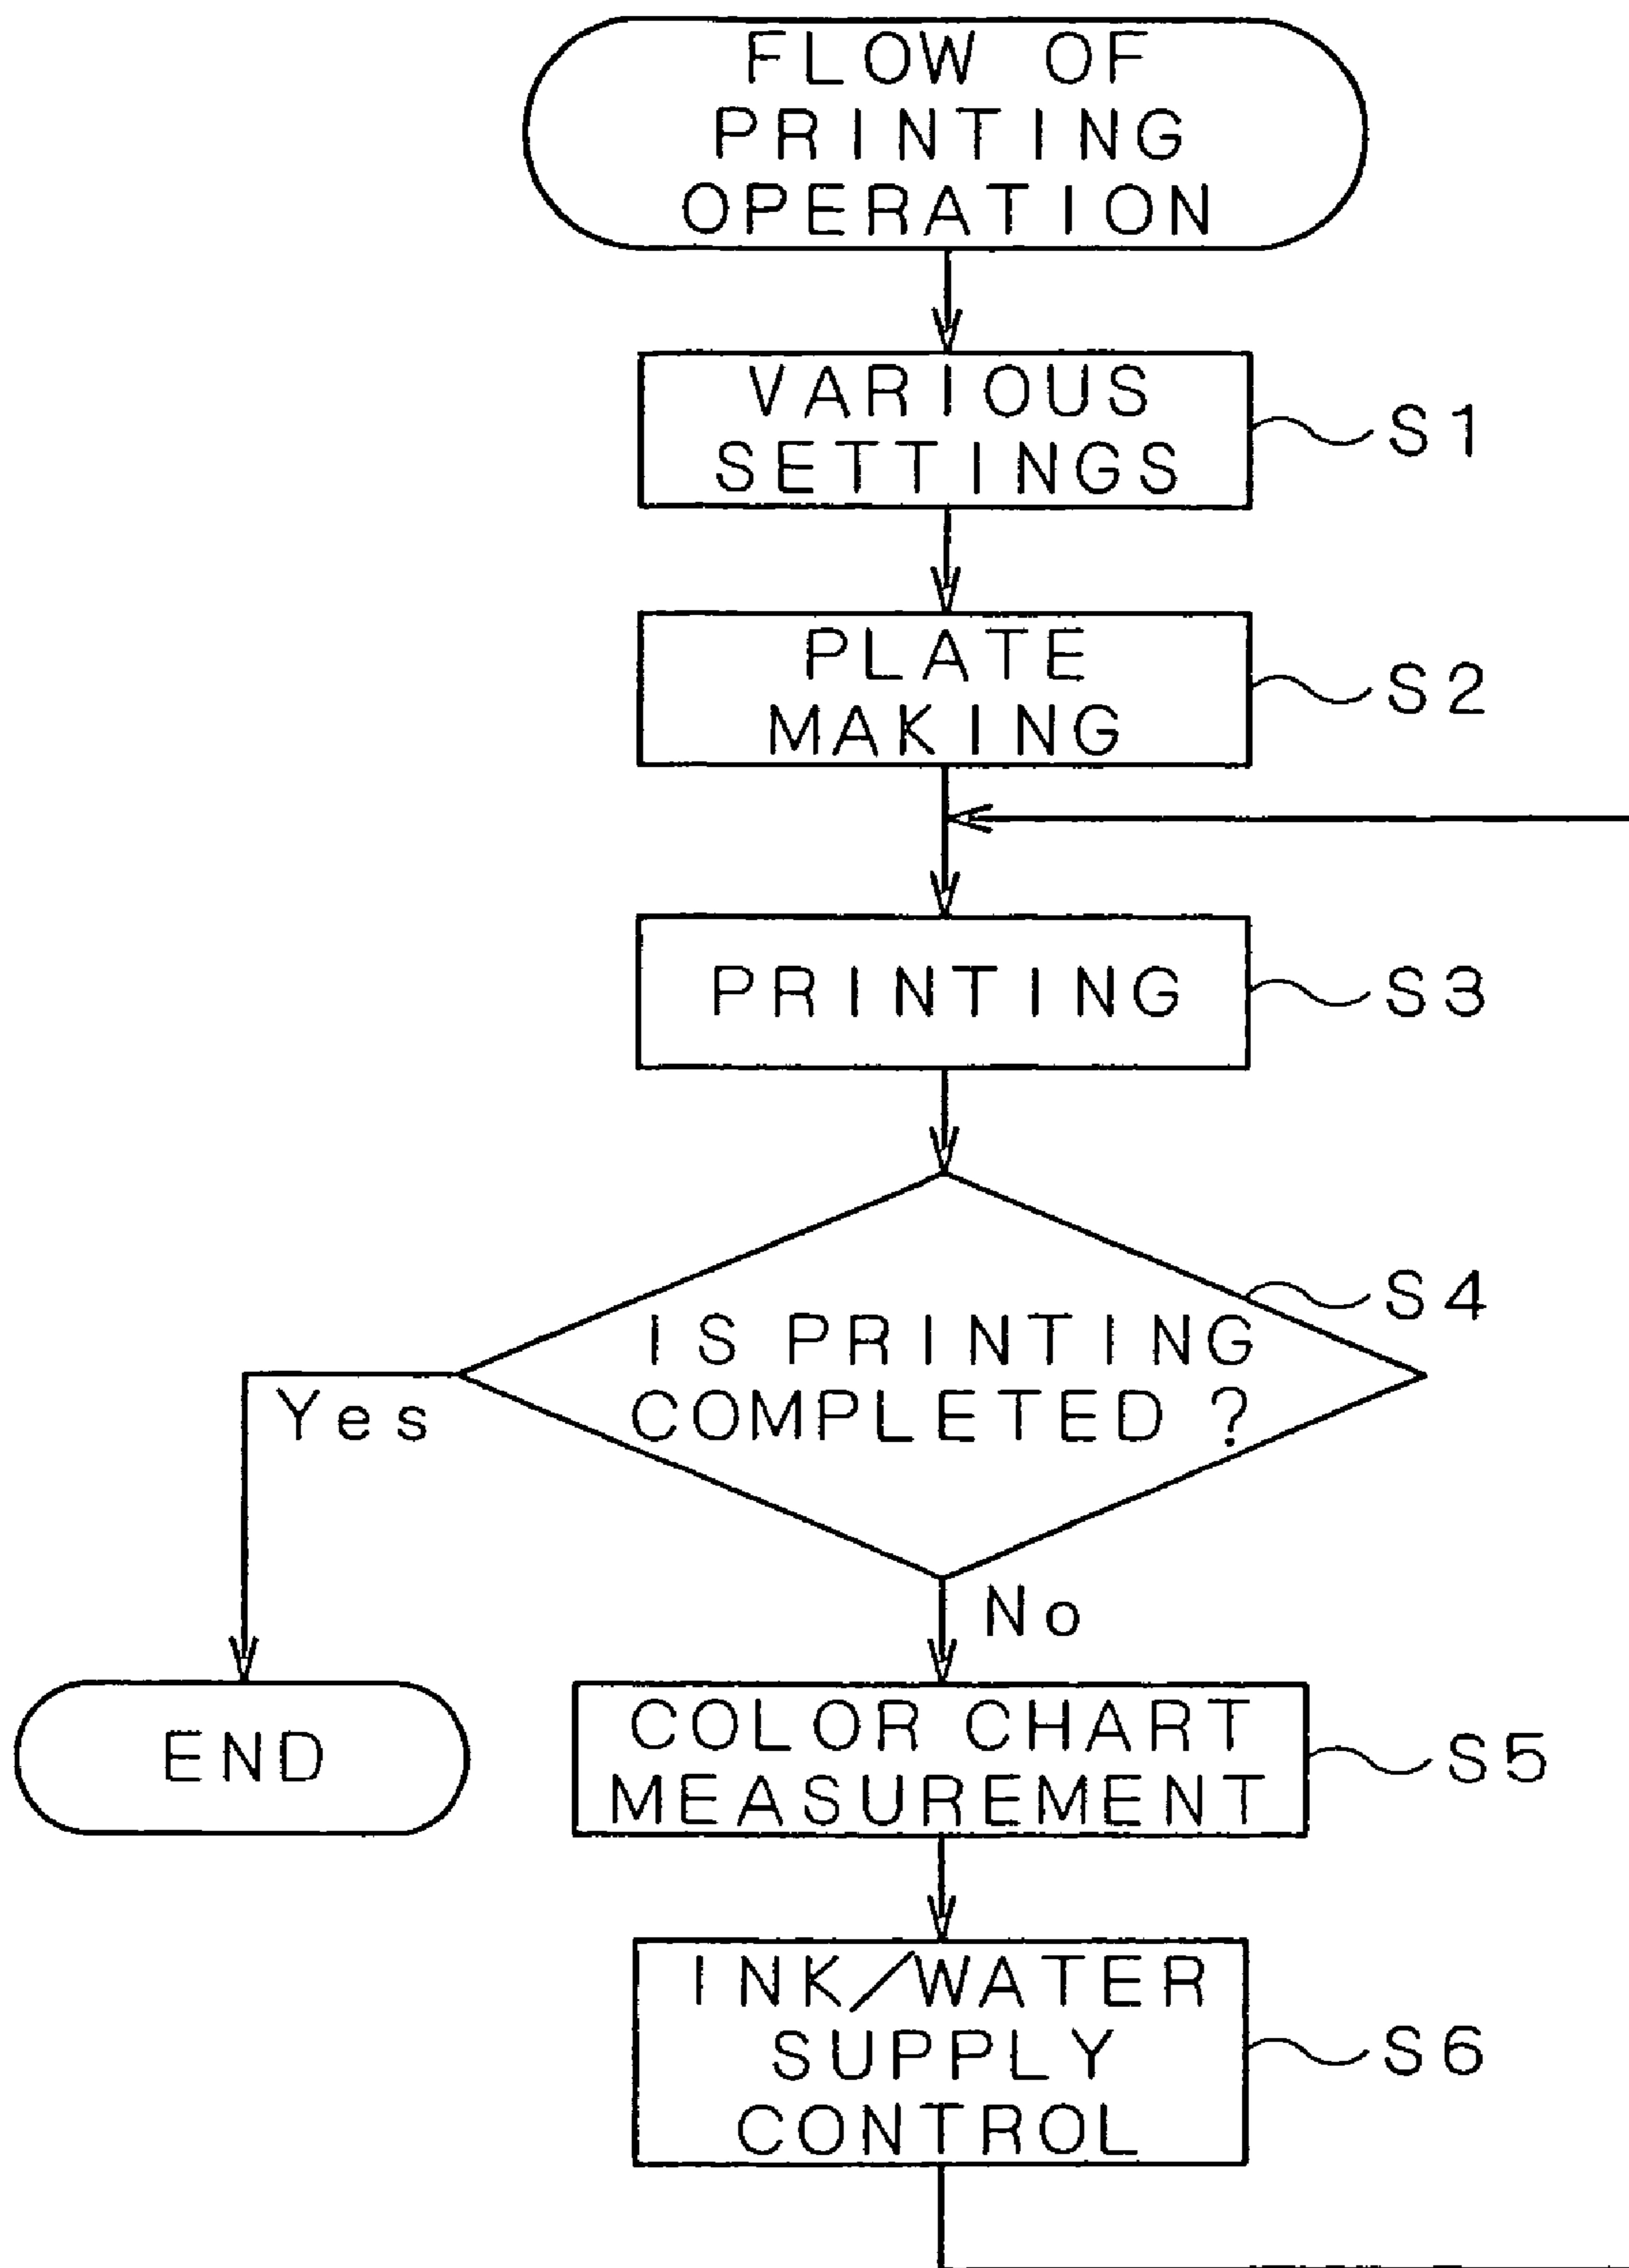 FLOW OF
PRINTING
OPERATION
VARIOUS
SETTINGS
S1
PLATE
MAKING
S2
PRINTING
S3
S4
IS PRINTING
COMPLETED ?
Yes
No
END
COLOR CHART
MEASUREMENT
S5
INK/WATER
SUPPLY
CONTROL
S6